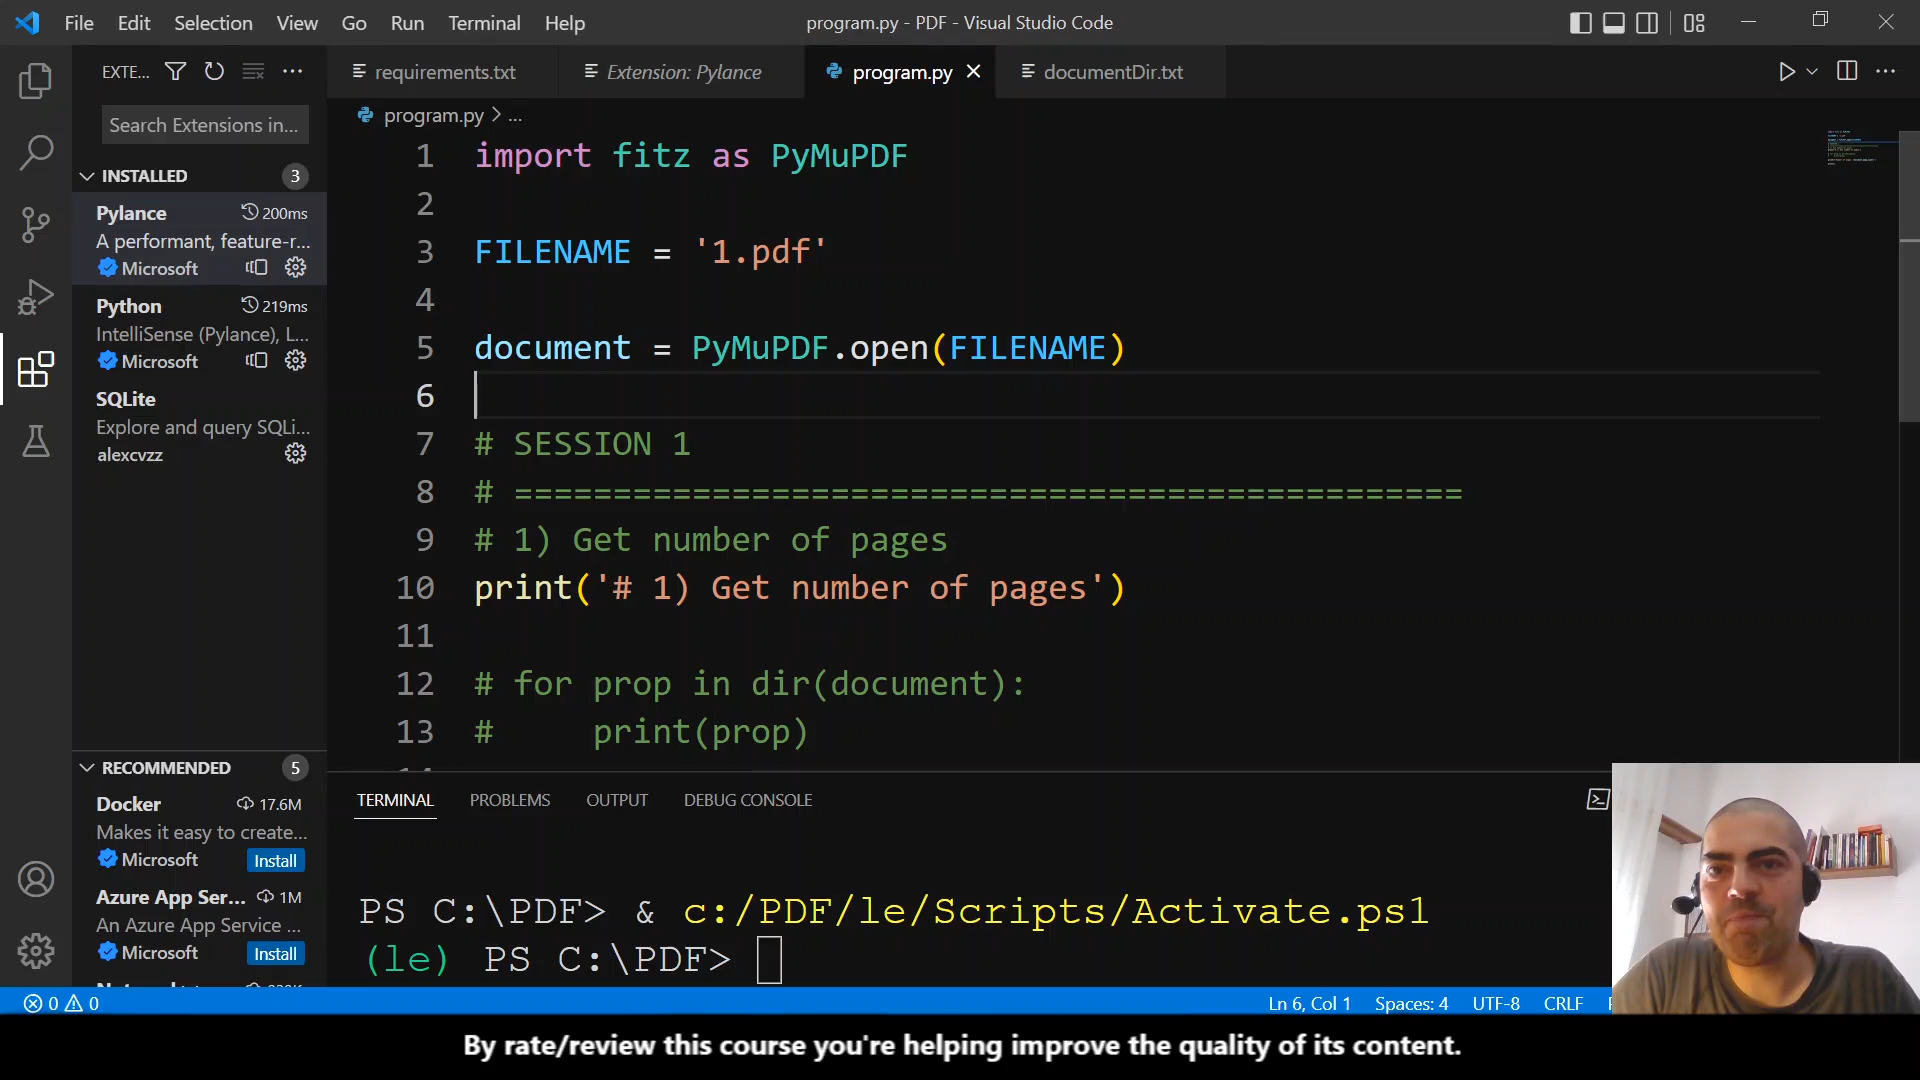 File Edit Selection View Go Run Terminal Help
program.py - PDF - Visual Studio Code
EXTE...
requirements.txt
Extension: Pylance
program.py
documentDir.txt
Search Extensions in...
INSTALLED 3
Pylance 200ms
A performant, feature-r...
Microsoft
Python 219ms
IntelliSense (Pylance), L...
Microsoft
SQLite
Explore and query SQLi...
alexcvzz
RECOMMENDED 5
Docker 17.6M
Makes it easy to create...
Microsoft Install
Azure App Ser... 1M
An Azure App Service ...
Microsoft Install
program.py > ...
1 import fitz as PyMuPDF
2
3 FILENAME = '1.pdf'
4
5 document = PyMuPDF.open(FILENAME)
6
7 # SESSION 1
8 # ================================================
9 # 1) Get number of pages
10 print('# 1) Get number of pages')
11
12 # for prop in dir(document):
13 #     print(prop)
TERMINAL PROBLEMS OUTPUT DEBUG CONSOLE
PS C:\PDF> & c:/PDF/le/Scripts/Activate.ps1
(le) PS C:\PDF>
0 0
Ln 6, Col 1 Spaces: 4 UTF-8 CRLF
By rate/review this course you're helping improve the quality of its content.